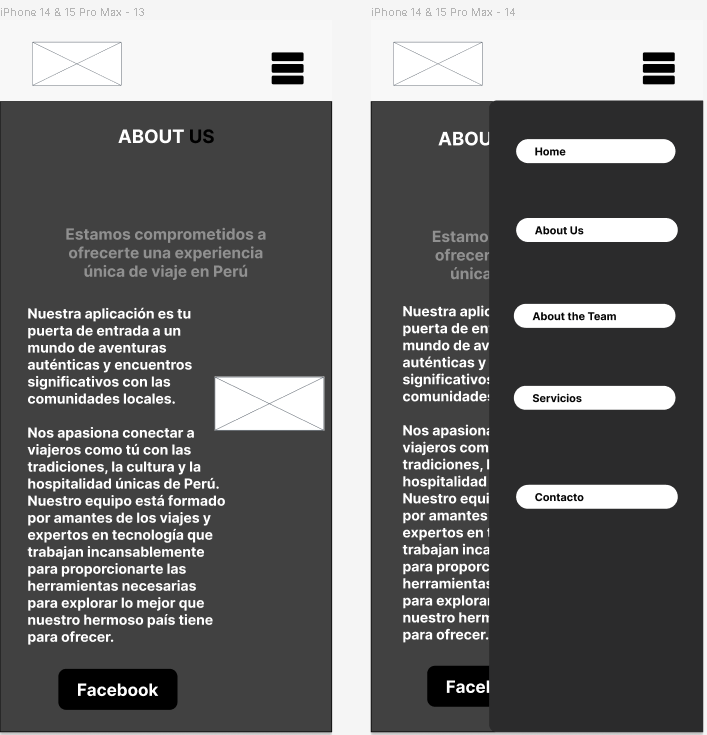 iPhone 14 & 15 Pro Max - 13
ABOUT US
Estamos comprometidos a
ofrecerte una experiencia
única de viaje en Perú
Nuestra aplicación es tu
puerta de entrada a un
mundo de aventuras
auténticas y encuentros
significativos con las
comunidades locales.
Nos apasiona conectar a
viajeros como tú con las
tradiciones, la cultura y la
hospitalidad únicas de Perú.
Nuestro equipo está formado
por amantes de los viajes y
expertos en tecnología que
trabajan incansablemente
para proporcionarte las
herramientas necesarias
para explorar lo mejor que
nuestro hermoso país tiene
para ofrecer.
Facebook
iPhone 14 & 15 Pro Max - 14
ABOU
Estamo
ofrecer
única
Nuestra aplic
puerta de en
mundo de av
auténticas y
significativos
comunidades
Nos apasiona
viajeros com
tradiciones, l
hospitalidad
Nuestro equi
por amantes
expertos en t
trabajan inca
para proporc
herramientas
para explorar
nuestro herm
para ofrecer.
Facel
Home
About Us
About the Team
Servicios
Contacto